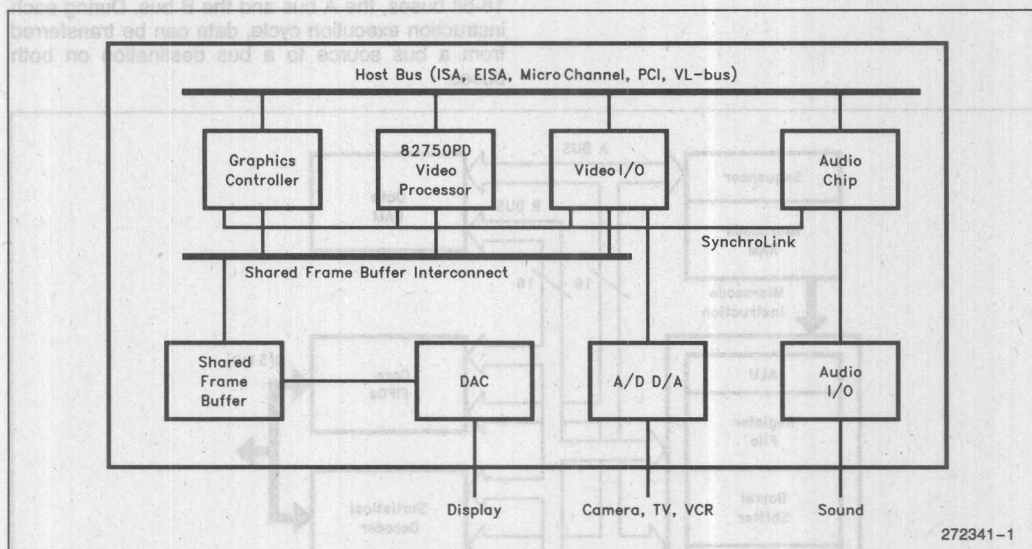 Host Bus (ISA, EISA, Micro Channel, PCI, VL-bus)
Graphics
Controller
82750PD
Video
Processor
Video I/O
Audio
Chip
SynchroLink
Shared Frame Buffer Interconnect
Shared
Frame
Buffer
DAC
A/D D/A
Audio
I/O
Display
Camera, TV, VCR
Sound
272341-1